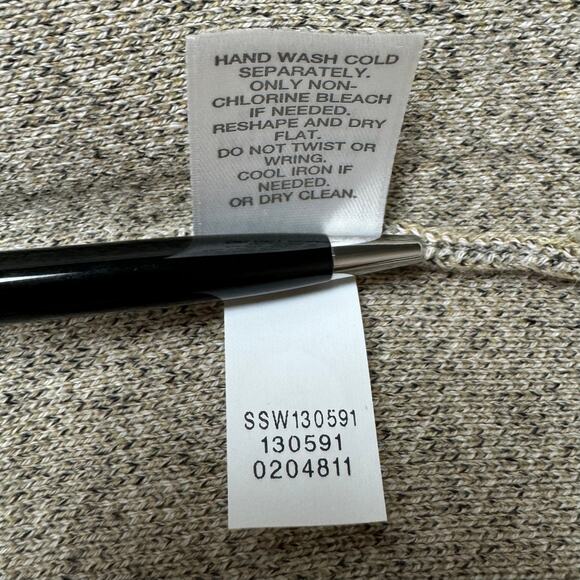 HAND WASH COLD
SEPARATELY.
ONLY NON-
CHLORINE BLEACH
IF NEEDED.
RESHAPE AND DRY
FLAT.
DO NOT TWIST OR
WRING.
COOL IRON IF
NEEDED.
OR DRY CLEAN.
SSW130591
130591
0204811